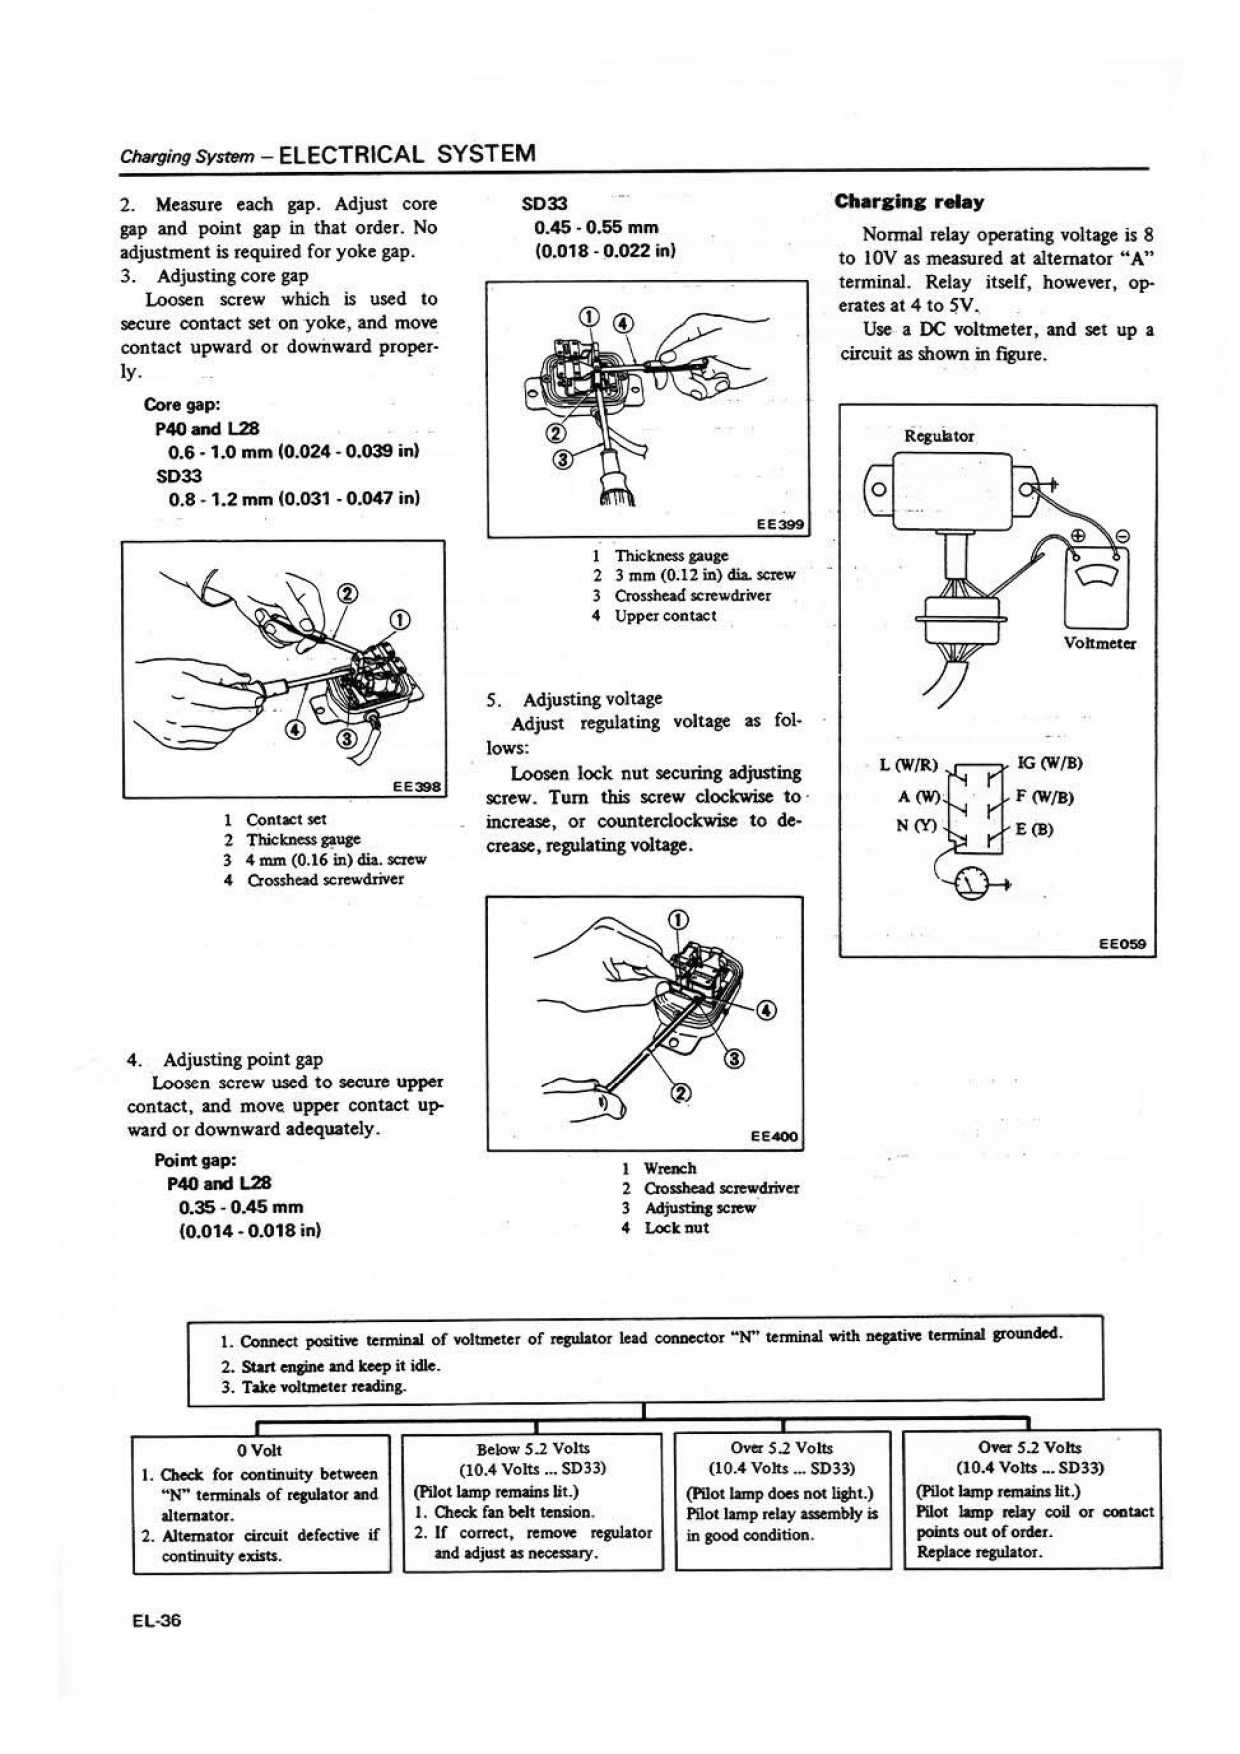 Charging System – ELECTRICAL SYSTEM
2. Measure each gap. Adjust core
gap and point gap in that order. No
adjustment is required for yoke gap.
3. Adjusting core gap
Loosen screw which is used to
secure contact set on yoke, and move
contact upward or downward proper-
ly.
Core gap:
P40 and L28
0.6 - 1.0 mm (0.024 - 0.039 in)
SD33
0.8 - 1.2 mm (0.031 - 0.047 in)
2
1
4
3
EE398
1 Contact set
2 Thickness gauge
3 4 mm (0.16 in) dia. screw
4 Crosshead screwdriver
4. Adjusting point gap
Loosen screw used to secure upper
contact, and move upper contact up-
ward or downward adequately.
Point gap:
P40 and L28
0.35 - 0.45 mm
(0.014 - 0.018 in)
SD33
0.45 - 0.55 mm
(0.018 - 0.022 in)
1
4
2
3
EE399
1 Thickness gauge
2 3 mm (0.12 in) dia. screw
3 Crosshead screwdriver
4 Upper contact
5. Adjusting voltage
Adjust regulating voltage as fol-
lows:
Loosen lock nut securing adjusting
screw. Turn this screw clockwise to
increase, or counterclockwise to de-
crease, regulating voltage.
1
4
3
2
EE400
1 Wrench
2 Crosshead screwdriver
3 Adjusting screw
4 Lock nut
Charging relay
Normal relay operating voltage is 8
to 10V as measured at alternator “A”
terminal. Relay itself, however, op-
erates at 4 to 5V.
Use a DC voltmeter, and set up a
circuit as shown in figure.
Regulator
⊕ ⊖
Voltmeter
L (W/R) IG (W/B)
A (W) F (W/B)
N (Y) E (B)
EE059
1. Connect positive terminal of voltmeter of regulator lead connector “N” terminal with negative terminal grounded.
2. Start engine and keep it idle.
3. Take voltmeter reading.
0 Volt
1. Check for continuity between
“N” terminals of regulator and
alternator.
2. Alternator circuit defective if
continuity exists.
Below 5.2 Volts
(10.4 Volts ... SD33)
(Pilot lamp remains lit.)
1. Check fan belt tension.
2. If correct, remove regulator
and adjust as necessary.
Over 5.2 Volts
(10.4 Volts ... SD33)
(Pilot lamp does not light.)
Pilot lamp relay assembly is
in good condition.
Over 5.2 Volts
(10.4 Volts ... SD33)
(Pilot lamp remains lit.)
Pilot lamp relay coil or contact
points out of order.
Replace regulator.
EL-36